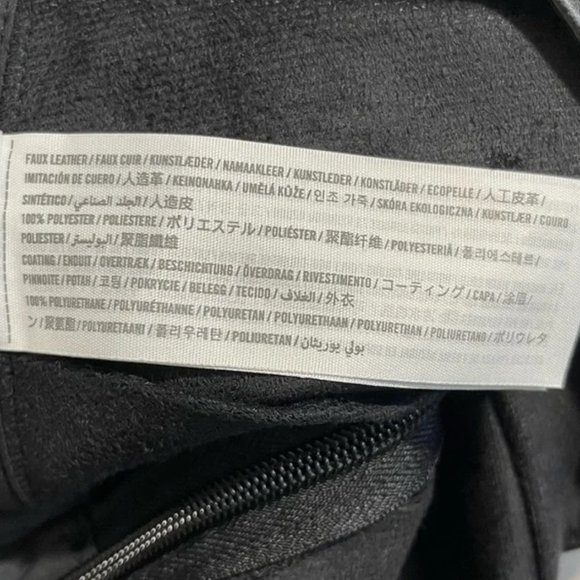 FAUX LEATHER / FAUX CUIR / KUNSTLÆDER / NAMAAKLEER / KUNSTLEDER / KONSTLÄDER / ECOPELLE / 人工皮革 /
IMITACIÓN DE CUERO / 人造革 / KEINONAHKA / UMĚLÁ KŮŽE / 인조 가죽 / SKÓRA EKOLOGICZNA / KUNSTLÆR / COURO
SINTÉTICO / الجلد الصناعي / 人造皮
100% POLYESTER / POLIESTERE / ポリエステル / POLIÉSTER / 聚酯纤维 / POLYESTERIÄ / 폴리에스테르 /
POLIESTER / البوليستر / 聚脂纖維
COATING / ENDUIT / OVERTRÆK / BESCHICHTUNG / ÖVERDRAG / RIVESTIMENTO / コーティング / CAPA / 涂层 /
PINNOITE / POTAH / 코팅 / POKRYCIE / BELEGG / TECIDO / الغلاف / 外衣
100% POLYURETHANE / POLYURÉTHANNE / POLYURETAN / POLYURETHAAN / POLYURETHAN / POLIURETANO / ポリウレタ
ン / 聚氨酯 / POLYURETAANI / 폴리우레탄 / POLIURETAN / بولي يوريثان